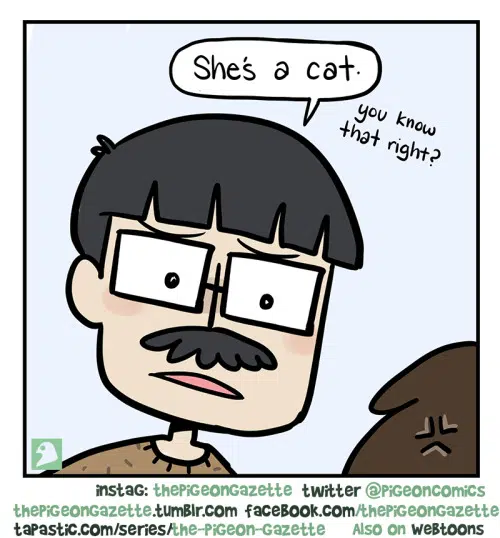 She's a cat.
you know
that right?
instag: thepigeongazette twitter @pigeoncomics
thepigeongazette.tumblr.com facebook.com/thepigeongazette
tapastic.com/series/the-pigeon-gazette Also on webtoons